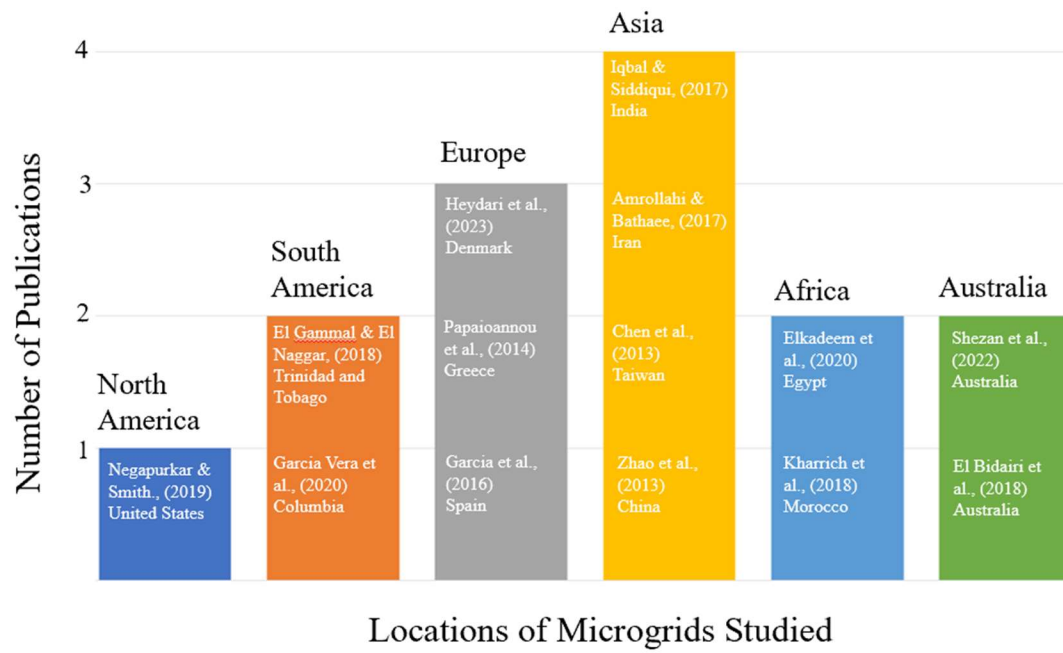 Number of Publications
4
3
2
1
North
America
Negapurkar &
Smith., (2019)
United States
South
America
El Gammal & El
Naggar, (2018)
Trinidad and
Tobago
Garcia Vera et
al., (2020)
Columbia
Europe
Heydari et al.,
(2023)
Denmark
Papaioannou
et al., (2014)
Greece
Garcia et al.,
(2016)
Spain
Asia
Iqbal &
Siddiqui, (2017)
India
Amrollahi &
Bathaee, (2017)
Iran
Chen et al.,
(2013)
Taiwan
Zhao et al.,
(2013)
China
Africa
Elkadeem et
al., (2020)
Egypt
Kharrich et
al., (2018)
Morocco
Australia
Shezan et al.,
(2022)
Australia
El Bidairi et
al., (2018)
Australia
Locations of Microgrids Studied